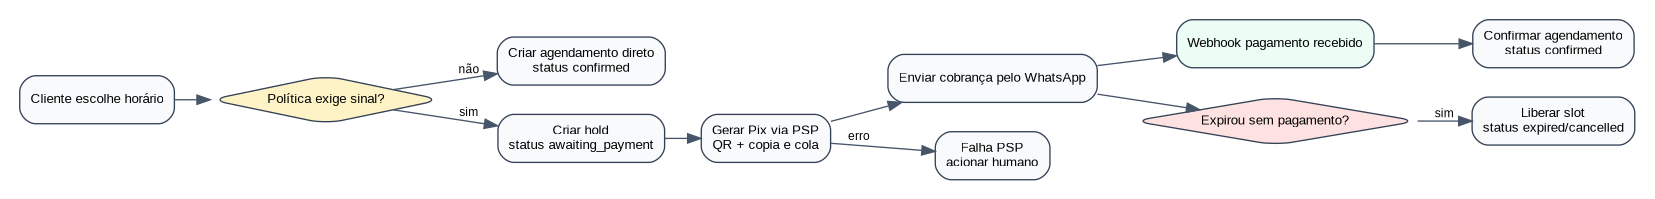 Cliente escolhe horário
Política exige sinal?
não
Criar agendamento direto
status confirmed
sim
Criar hold
status awaiting_payment
Gerar Pix via PSP
QR + copia e cola
erro
Falha PSP
acionar humano
Enviar cobrança pelo WhatsApp
Webhook pagamento recebido
Confirmar agendamento
status confirmed
Expirou sem pagamento?
sim
Liberar slot
status expired/cancelled